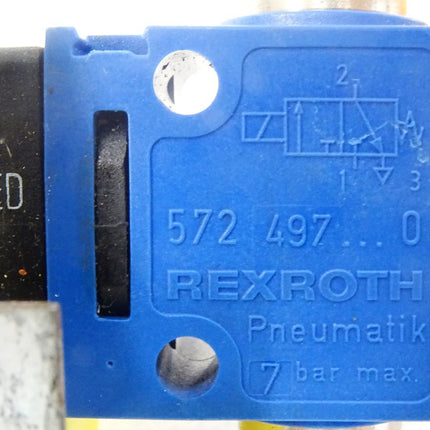 2
1 3
ED
572 497 ... 0
REXROTH
Pneumatik
7 bar max.